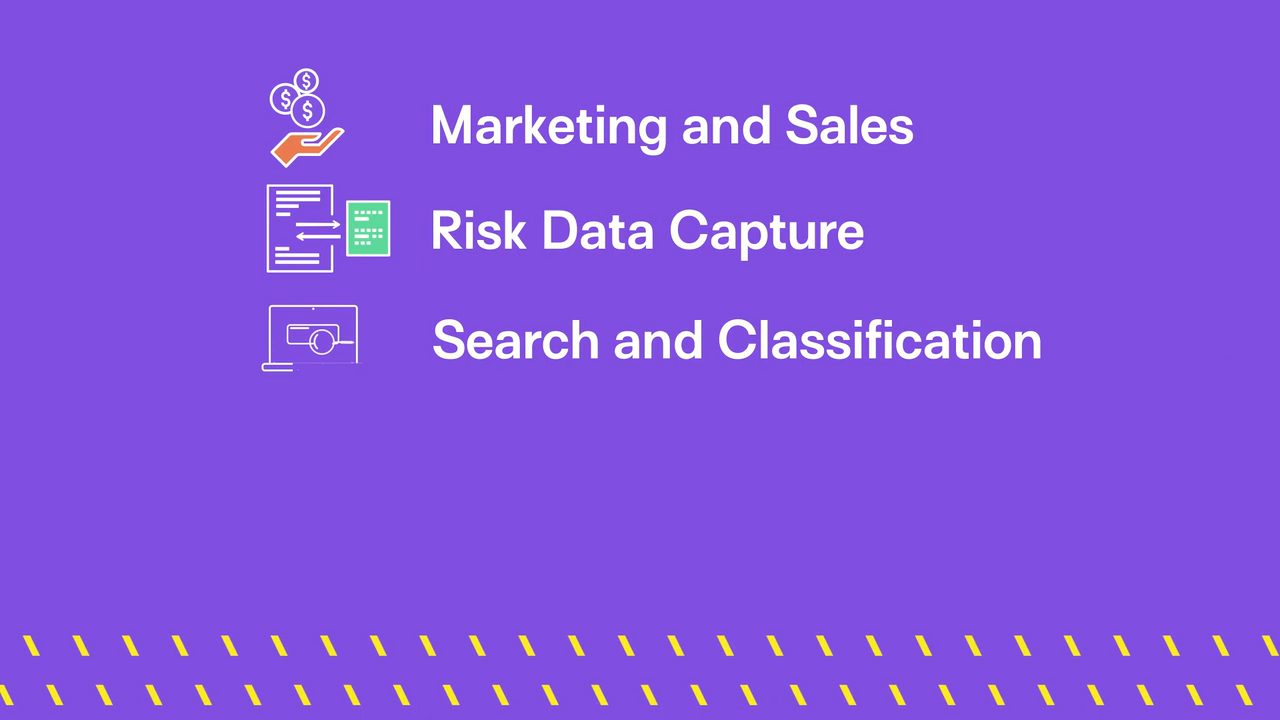 Marketing and Sales
Risk Data Capture
Search and Classification